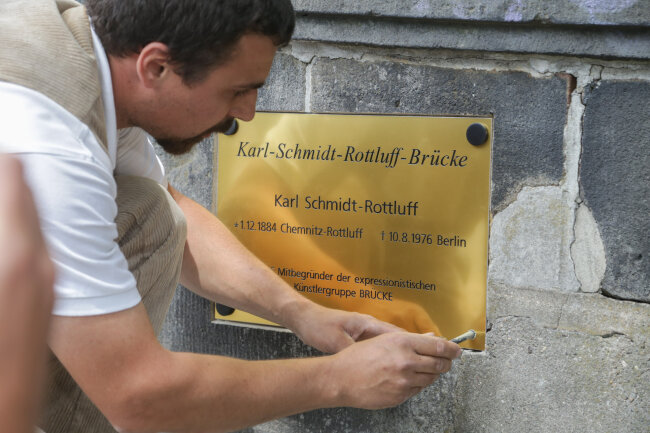 Karl-Schmidt-Rottluff-Brücke
Karl Schmidt-Rottluff
±1.12.1884 Chemnitz-Rottluff †10.8.1976 Berlin
Mitbegründer der expressionistischen
Künstlergruppe BRÜCKE